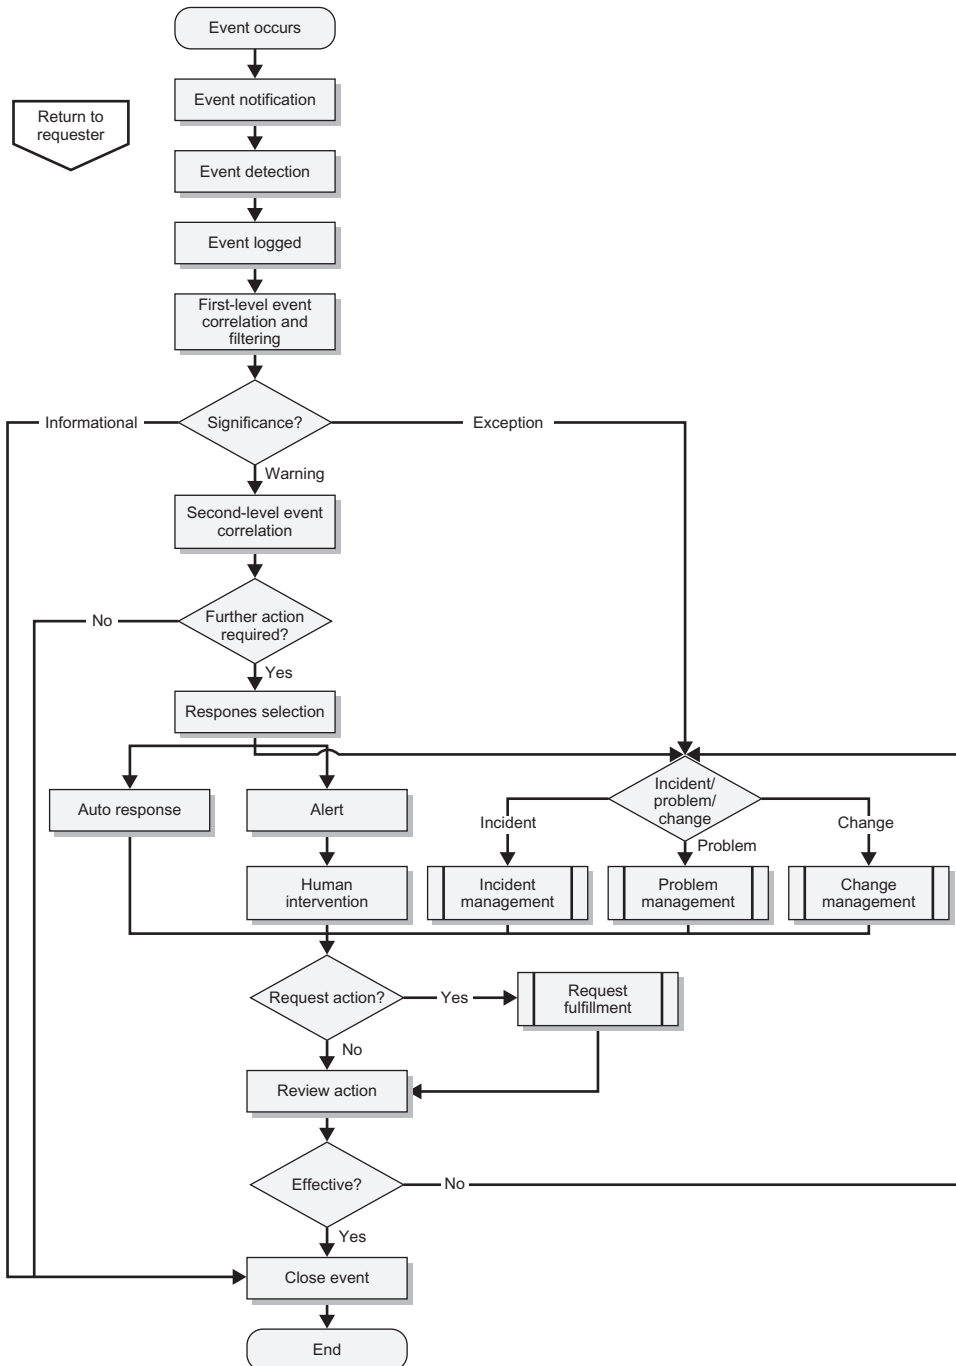 Event occurs
Event notification
Return to
requester
Event detection
Event logged
First-level event
correlation and
filtering
Informational
Significance?
Exception
Warning
Second-level event
correlation
No
Further action
required?
Yes
Respones selection
Auto response
Alert
Incident/
problem/
change
Incident
Change
Problem
Human
intervention
Incident
management
Problem
management
Change
management
Request action?
Yes
Request
fulfillment
No
Review action
Effective?
No
Yes
Close event
End